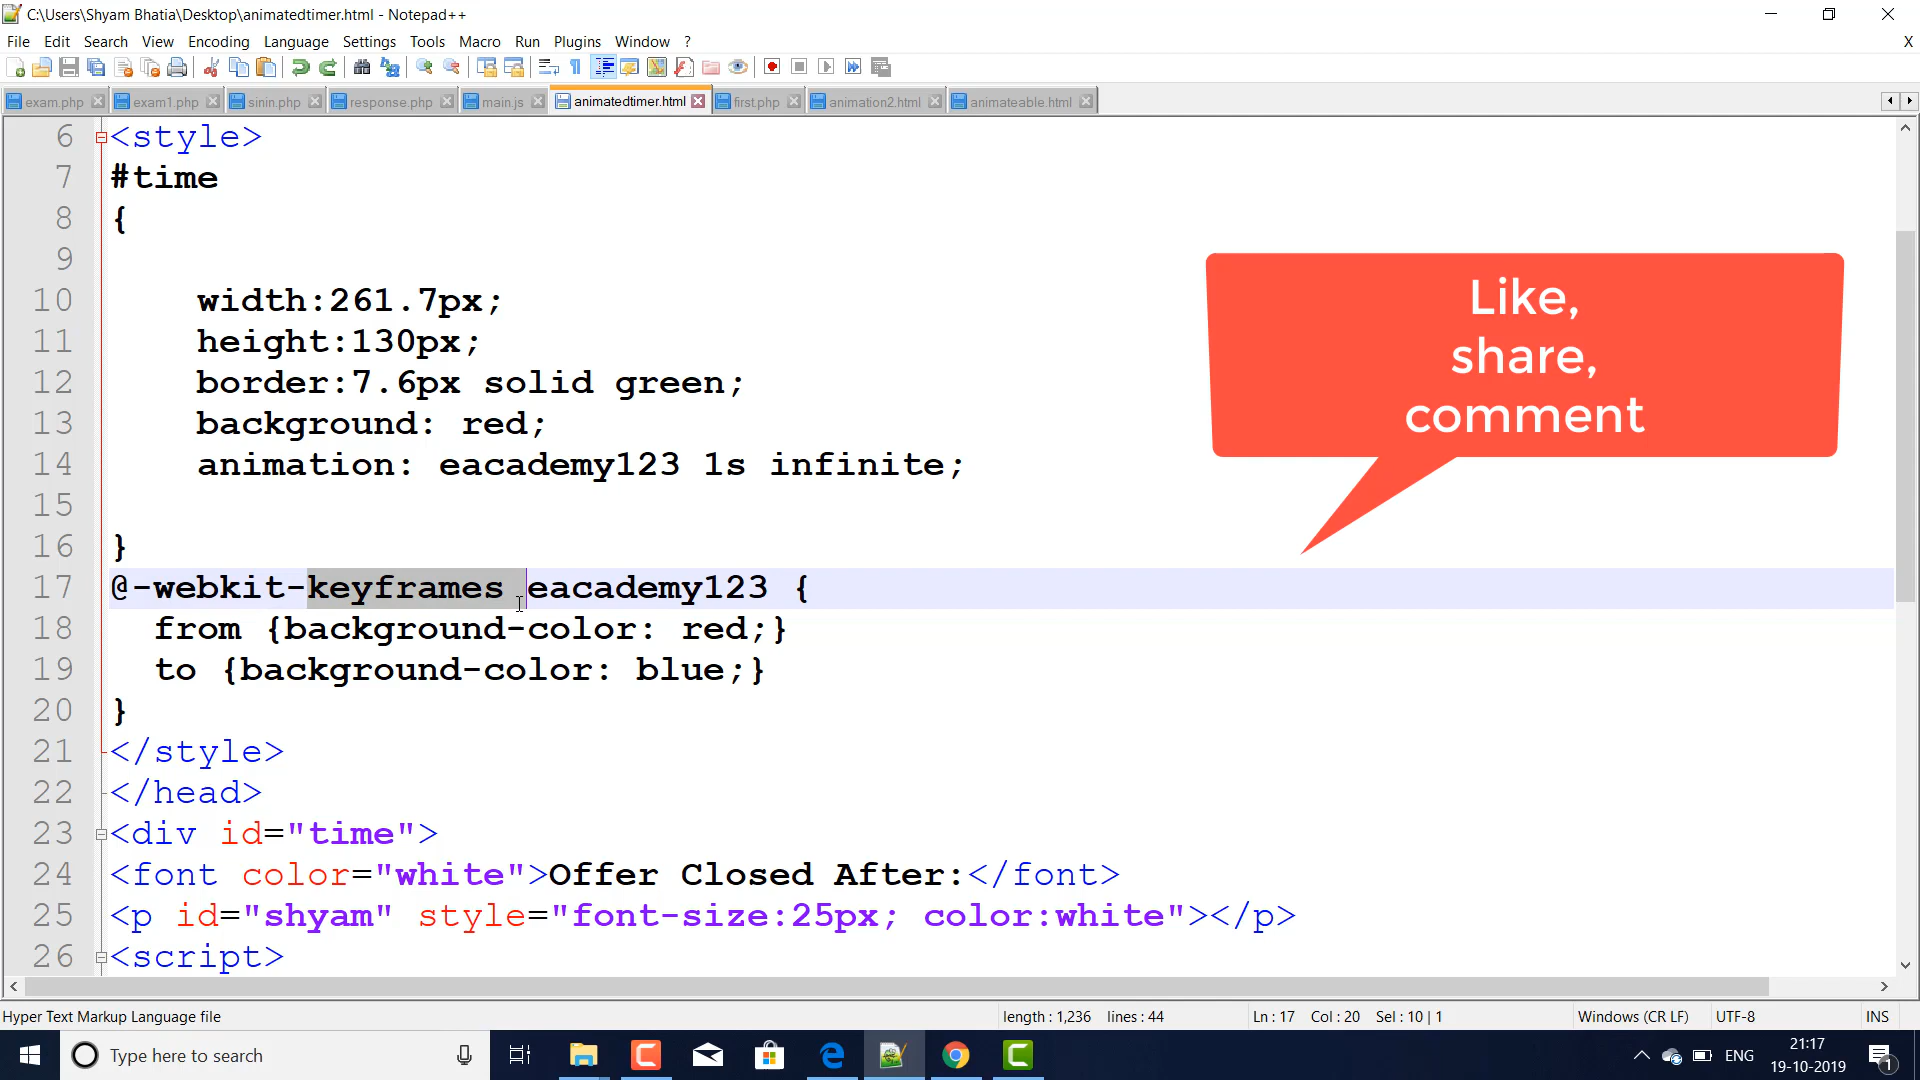 C:\Users\Shyam Bhatia\Desktop\animatedtimer.html - Notepad++
File Edit Search View Encoding Language Settings Tools Macro Run Plugins Window ? X
exam.php exam1.php sinin.php response.php main.js animatedtimer.html first.php animation2.html animateable.html
6 <style>
7 #time
8 {
9
10 width:261.7px;
11 height:130px;
12 border:7.6px solid green;
13 background: red;
14 animation: eacademy123 1s infinite;
15
16 }
17 @-webkit-keyframes eacademy123 {
18 from {background-color: red;}
19 to {background-color: blue;}
20 }
21 </style>
22 </head>
23 <div id="time">
24 <font color="white">Offer Closed After:</font>
25 <p id="shyam" style="font-size:25px; color:white"></p>
26 <script>
Like,
share,
comment
Hyper Text Markup Language file length : 1,236 lines : 44 Ln : 17 Col : 20 Sel : 10 | 1 Windows (CR LF) UTF-8 INS
Type here to search
ENG
21:17
19-10-2019
1